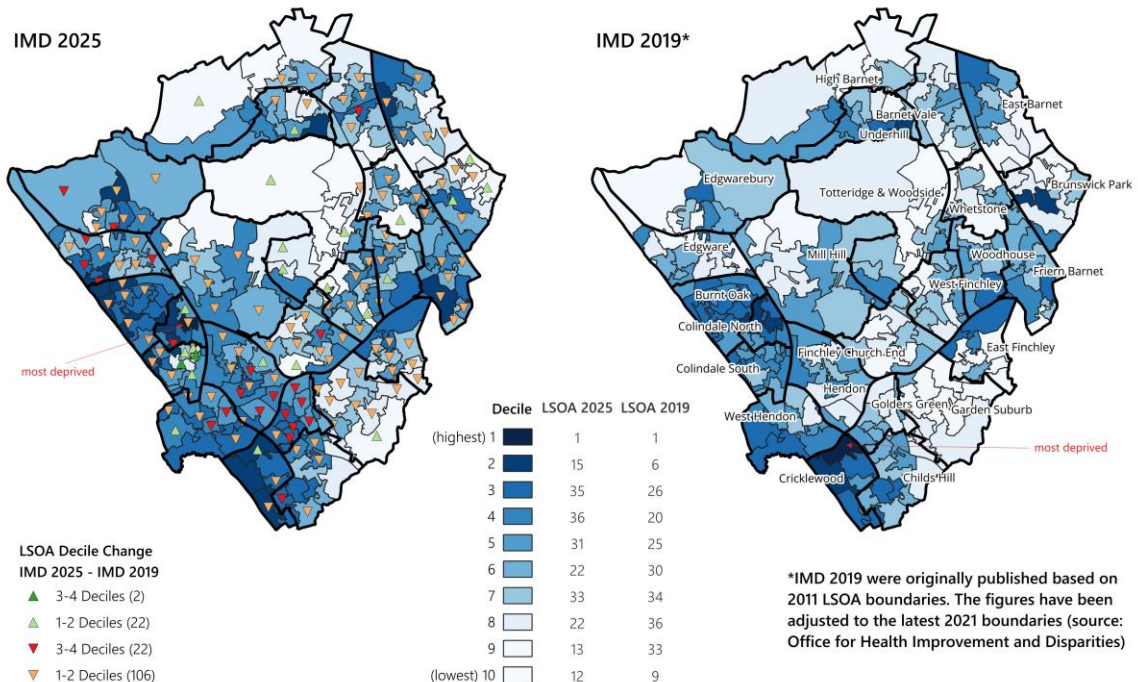 IMD 2025
most deprived
LSOA Decile Change
IMD 2025 - IMD 2019
3-4 Deciles (2)
1-2 Deciles (22)
3-4 Deciles (22)
1-2 Deciles (106)
Decile LSOA 2025 LSOA 2019
(highest) 1 1 1
2 15 6
3 35 26
4 36 20
5 31 25
6 22 30
7 33 34
8 22 36
9 13 33
(lowest) 10 12 9
IMD 2019*
High Barnet
East Barnet
Barnet Vale
Underhill
Edgwarebury
Totteridge & Woodside
Brunswick Park
Whetstone
Edgware
Mill Hill
Woodhouse
Friern Barnet
West Finchley
Burnt Oak
Colindale North
East Finchley
Finchley Church End
Colindale South
Hendon
Golders Green
Garden Suburb
West Hendon
most deprived
Cricklewood
Childs Hill
*IMD 2019 were originally published based on
2011 LSOA boundaries. The figures have been
adjusted to the latest 2021 boundaries (source:
Office for Health Improvement and Disparities)